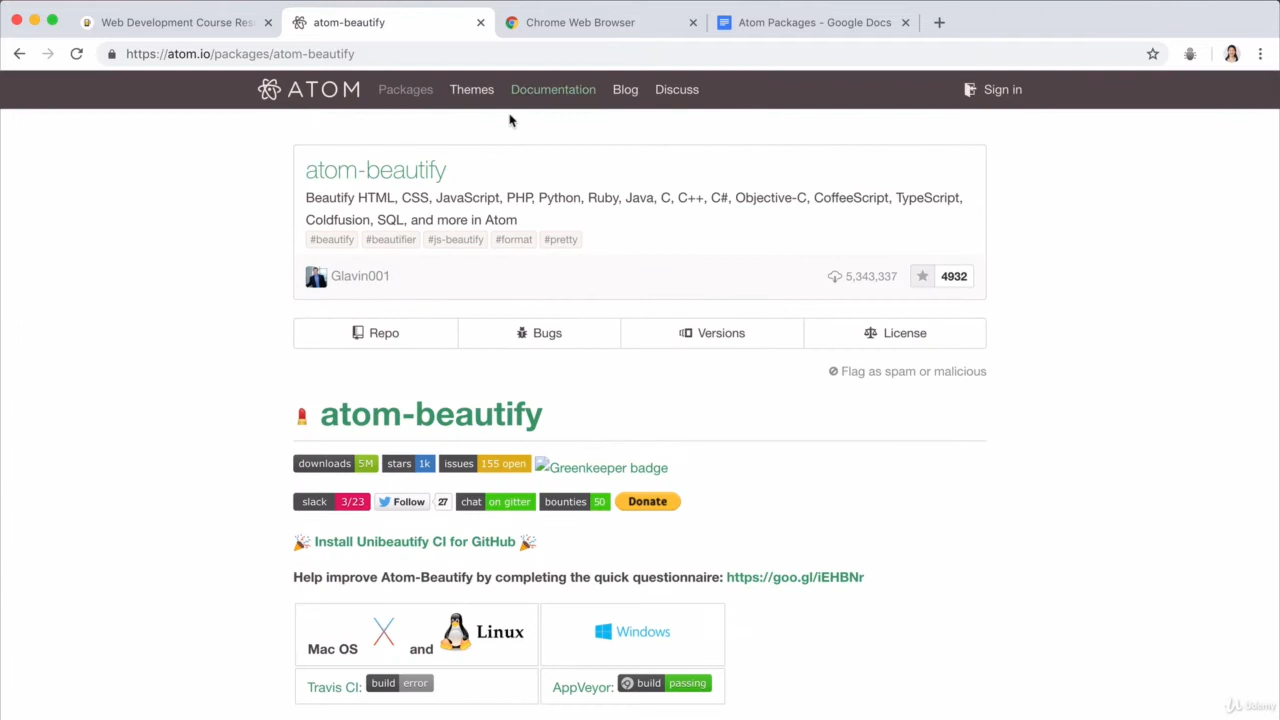 Web Development Course Res
atom-beautify
Chrome Web Browser
Atom Packages - Google Docs
https://atom.io/packages/atom-beautify
ATOM Packages Themes Documentation Blog Discuss Sign in
atom-beautify
Beautify HTML, CSS, JavaScript, PHP, Python, Ruby, Java, C, C++, C#, Objective-C, CoffeeScript, TypeScript,
Coldfusion, SQL, and more in Atom
#beautify #beautifier #js-beautify #format #pretty
Glavin001 5,343,337 4932
Repo Bugs Versions License
Flag as spam or malicious
atom-beautify
downloads 5M stars 1k issues 155 open Greenkeeper badge
slack 3/23 Follow 27 chat on gitter bounties 50 Donate
Install Unibeautify CI for GitHub
Help improve Atom-Beautify by completing the quick questionnaire: https://goo.gl/iEHBNr
Mac OS and Linux Windows
Travis CI: build error AppVeyor: build passing
Udemy